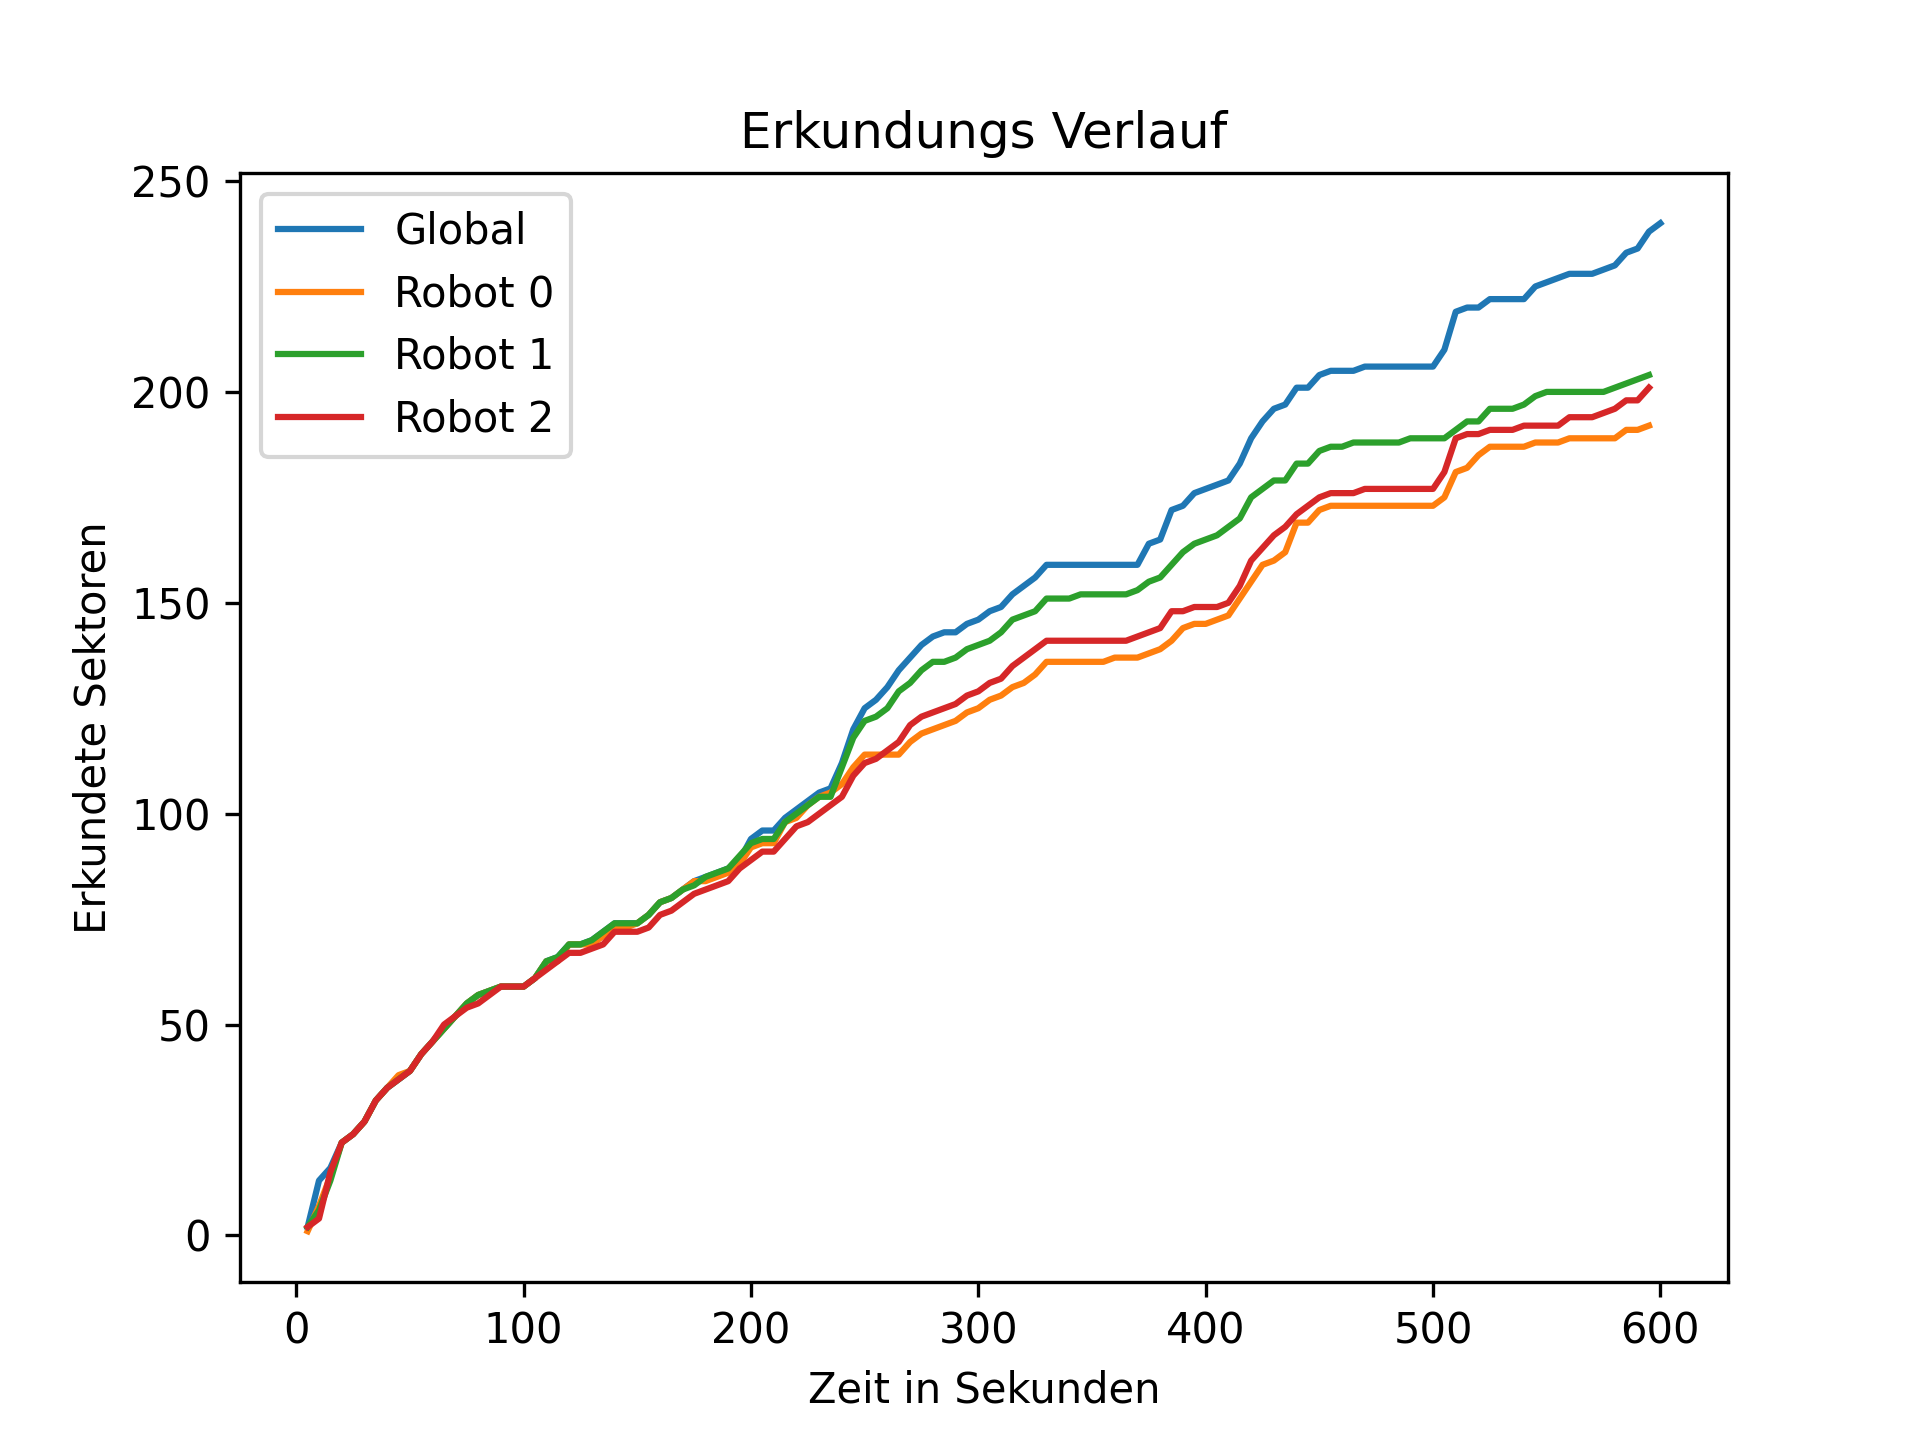 Erkundungs Verlauf
Global
Robot 0
Robot 1
Robot 2
250
200
150
100
50
0
Erkundete Sektoren
0 100 200 300 400 500 600
Zeit in Sekunden